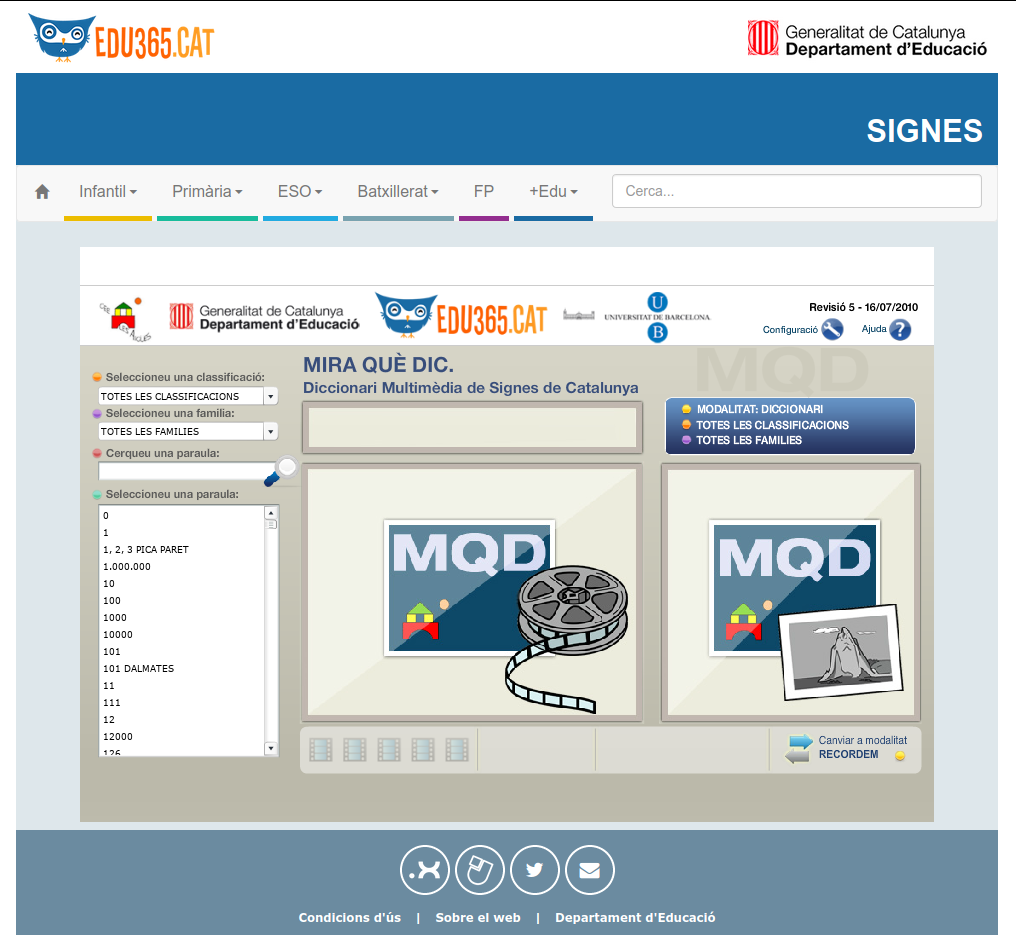 EDU365.CAT
Generalitat de Catalunya
Departament d'Educació
SIGNES
Infantil
Primària
ESO
Batxillerat
FP
+Edu
Cerca...
CEE LES AIGÜES
Generalitat de Catalunya
Departament d'Educació
EDU365.CAT
U
UNIVERSITAT DE BARCELONA
B
Revisió 5 - 16/07/2010
Configuració
Ajuda
MQD
MIRA QUÈ DIC.
Diccionari Multimèdia de Signes de Catalunya
Seleccioneu una classificació:
TOTES LES CLASSIFICACIONS
Seleccioneu una familia:
TOTES LES FAMILIES
Cerqueu una paraula:
Seleccioneu una paraula:
0
1
1, 2, 3 PICA PARET
1.000.000
10
100
1000
10000
101
101 DALMATES
11
111
12
12000
126
MODALITAT: DICCIONARI
TOTES LES CLASSIFICACIONS
TOTES LES FAMILIES
MQD
MQD
Canviar a modalitat
RECORDEM
Condicions d'ús | Sobre el web | Departament d'Educació